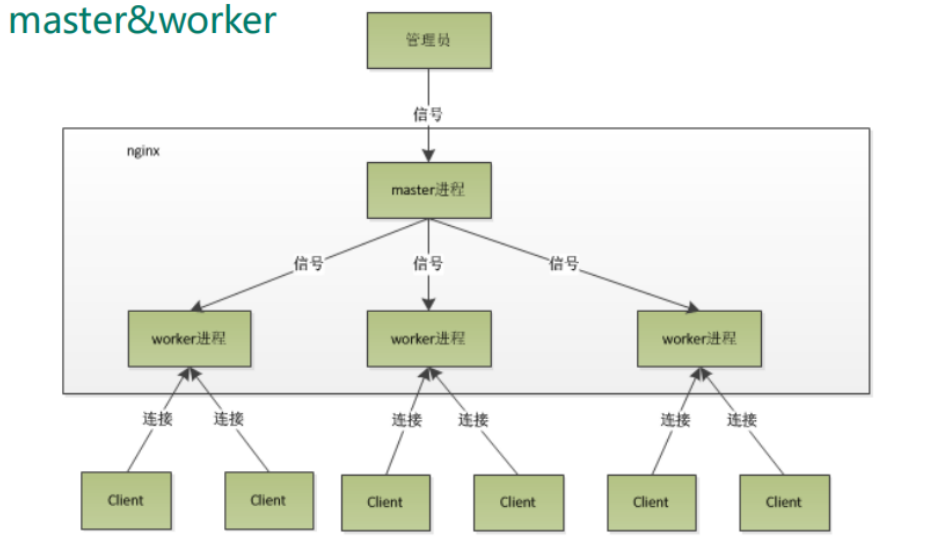 master&worker
管理员
信号
nginx
master进程
信号
信号
信号
worker进程
worker进程
worker进程
连接
连接
连接
连接
连接
连接
Client
Client
Client
Client
Client
Client